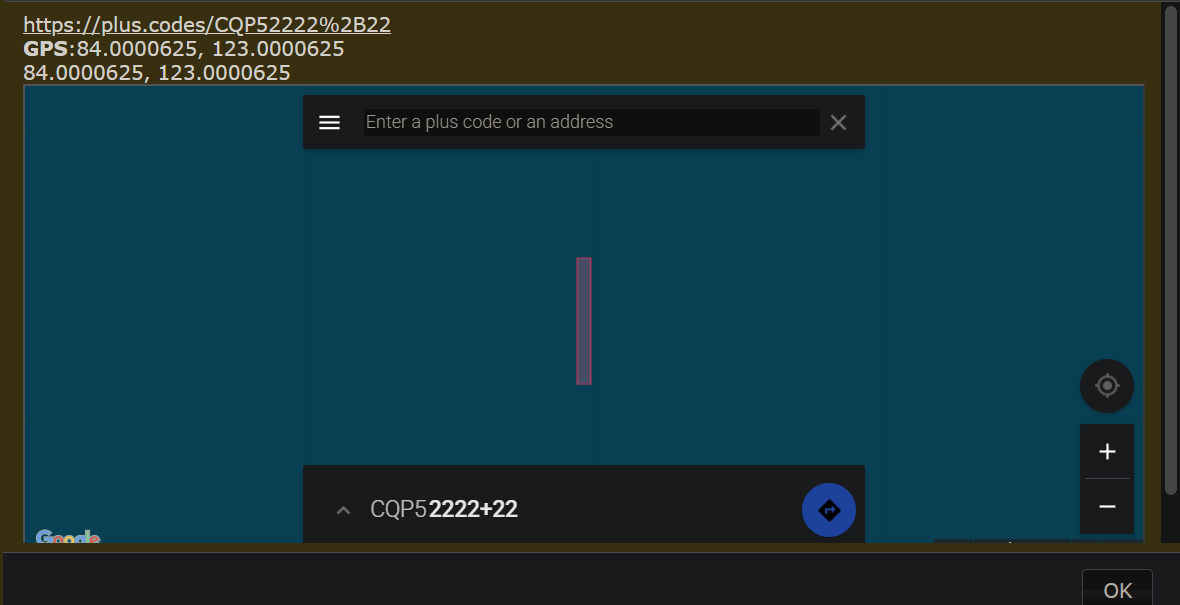 https://plus.codes/CQP52222%2B22
GPS:84.0000625, 123.0000625
84.0000625, 123.0000625
Enter a plus code or an address
CQP52222+22
Google
OK